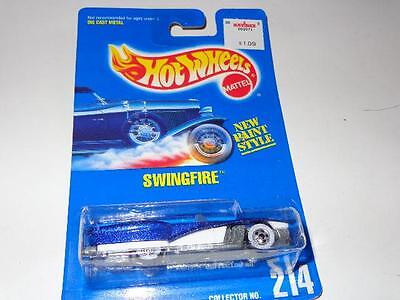 Not recommended for ages under 3
DIE CAST METAL
$1.09
Hot Wheels
MATTEL
NEW
PAINT
STYLE
SWINGFIRE™
COLLECTOR NO.
214